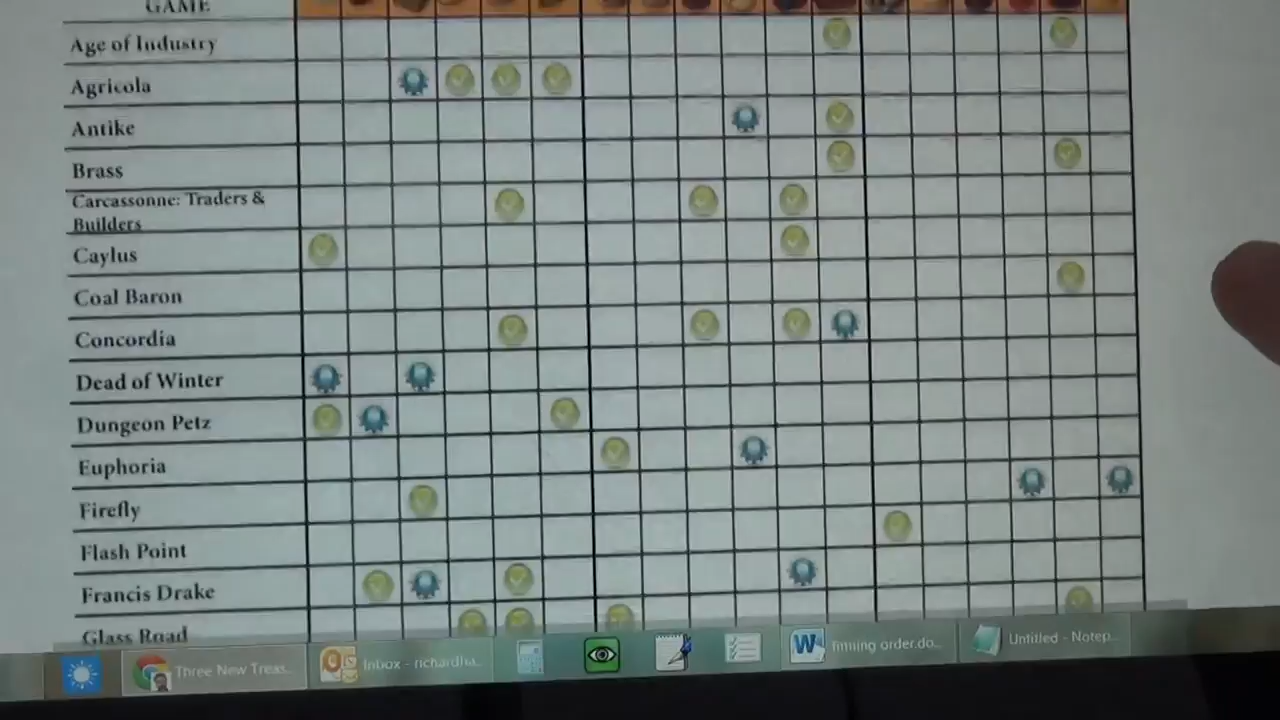 GAME
Age of Industry
Agricola
Antike
Brass
Carcassonne: Traders &
Builders
Caylus
Coal Baron
Concordia
Dead of Winter
Dungeon Petz
Euphoria
Firefly
Flash Point
Francis Drake
Glass Road
Three New Treas...
Inbox - richardha...
filming order.do...
Untitled - Notep...